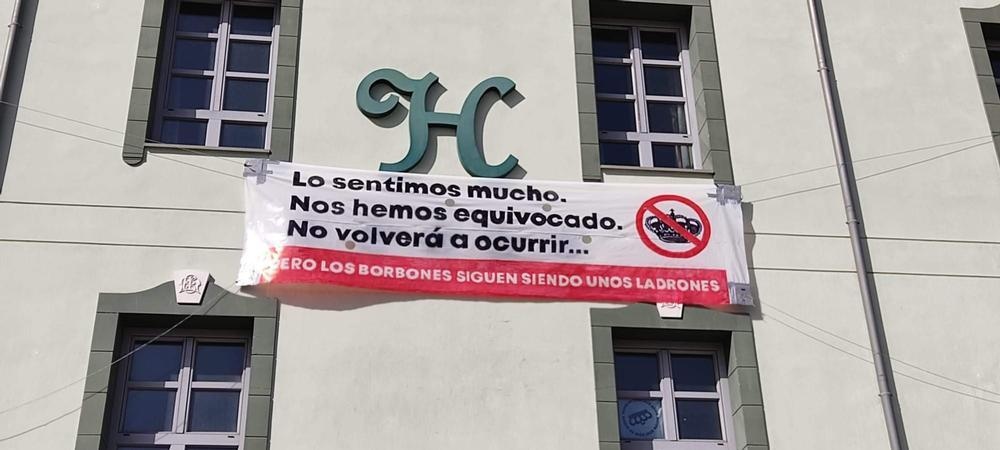 H
Lo sentimos mucho.
Nos hemos equivocado.
No volverá a ocurrir...
ERO LOS BORBONES SIGUEN SIENDO UNOS LADRONES